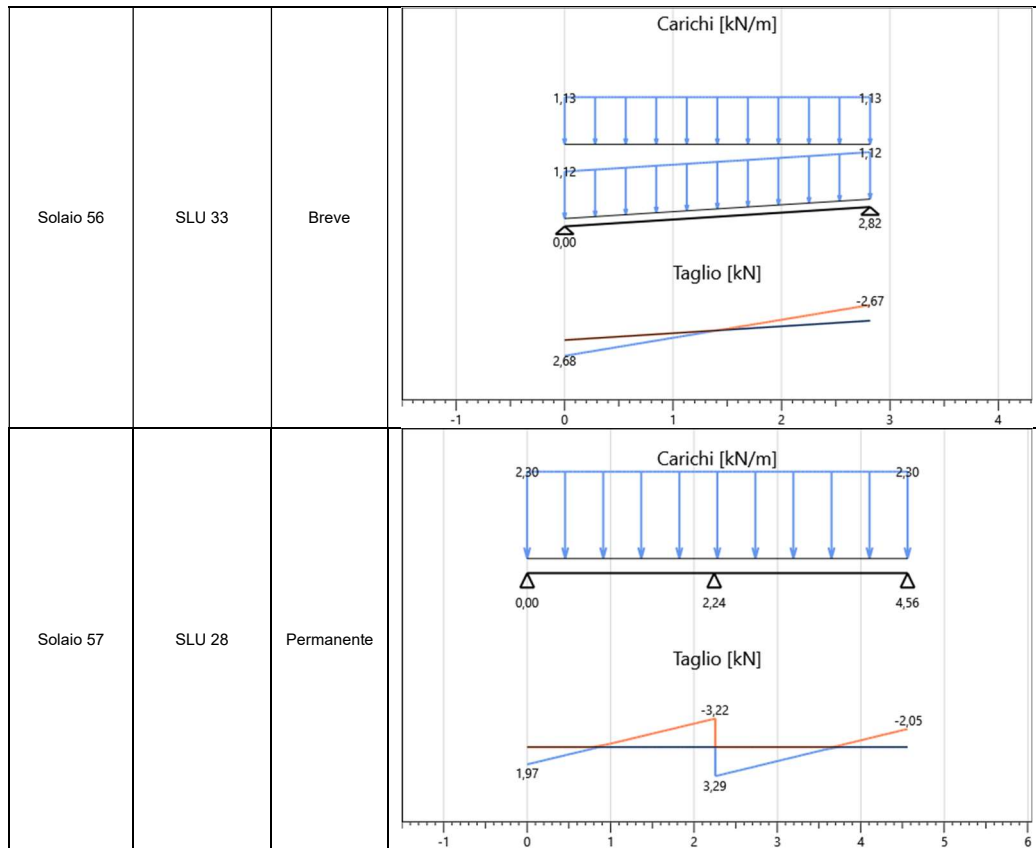 Carichi [kN/m]
1,13 1,13
1,12
1,12
Solaio 56 SLU 33 Breve
0,00 2,82
Taglio [kN]
-2,67
2,68
-1 0 1 2 3 4
Carichi [kN/m]
2,30 2,30
0,00 2,24 4,56
Solaio 57 SLU 28 Permanente
Taglio [kN]
-3,22
-2,05
1,97
3,29
-1 0 1 2 3 4 5 6